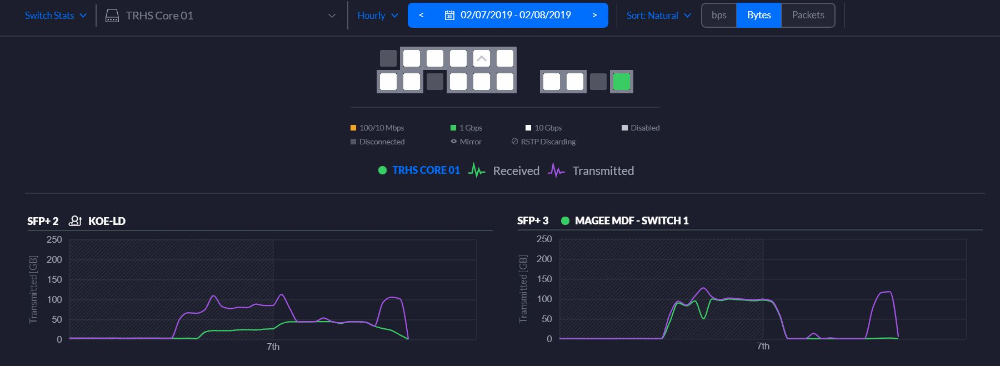 Switch Stats TRHS Core 01 Hourly < 31 02/07/2019 - 02/08/2019 > Sort: Natural bps Bytes Packets
100/10 Mbps 1 Gbps 10 Gbps Disabled
Disconnected Mirror RSTP Discarding
TRHS CORE 01 Received Transmitted
SFP+ 2 KOE-LD
Transmitted [GB]
250
200
150
100
50
0
7th
SFP+ 3 MAGEE MDF - SWITCH 1
Transmitted [GB]
250
200
150
100
50
0
7th